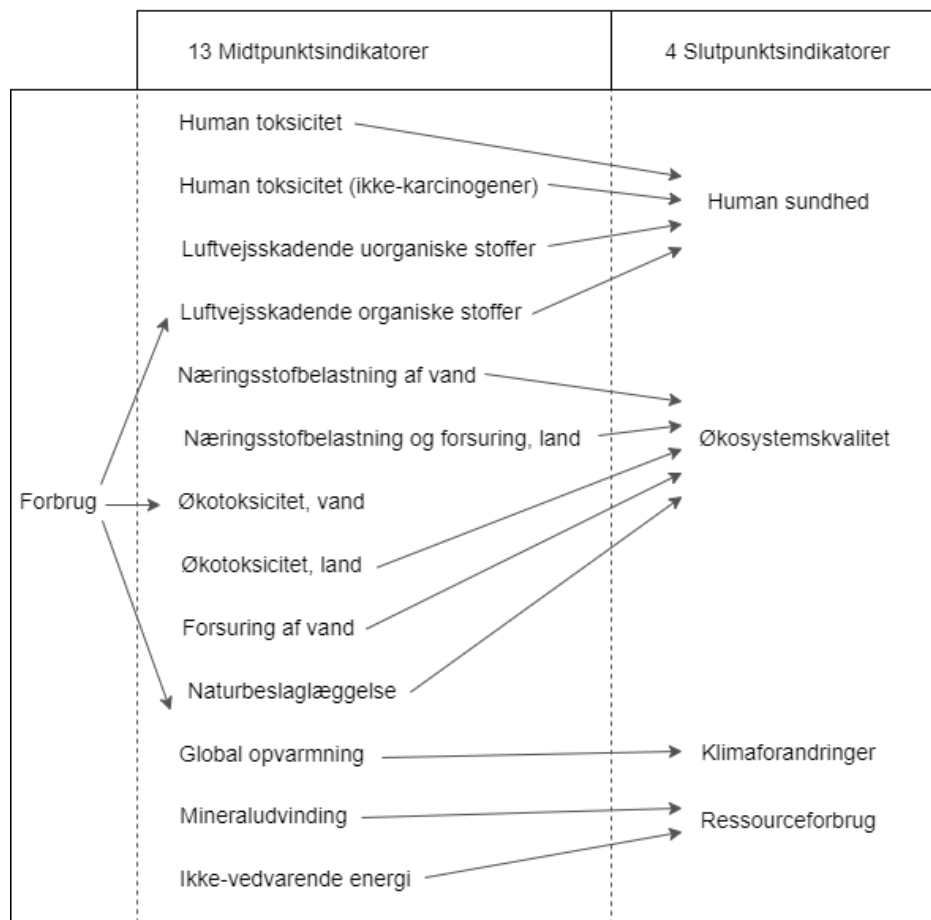 13 Midtpunktsindikatorer
4 Slutpunktsindikatorer
Human toksicitet
Human toksicitet (ikke-karcinogener)
Human sundhed
Luftvejsskadende uorganiske stoffer
Luftvejsskadende organiske stoffer
Næringsstofbelastning af vand
Næringsstofbelastning og forsuring, land
Økosystemskvalitet
Forbrug
Økotoksicitet, vand
Økotoksicitet, land
Forsuring af vand
Naturbeslaglæggelse
Global opvarmning
Klimaforandringer
Mineraludvinding
Ressourceforbrug
Ikke-vedvarende energi